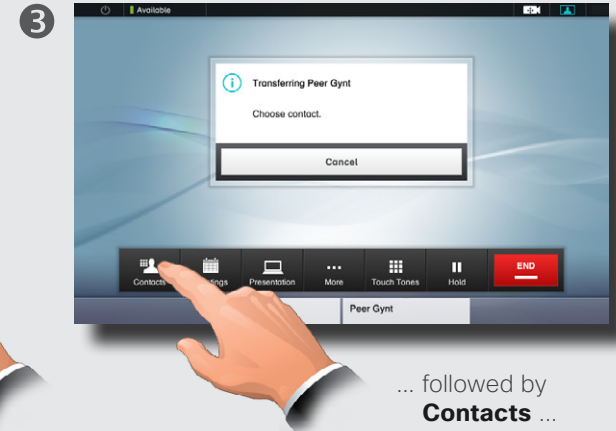 3
Available
Transferring Peer Gynt
Choose contact.
Cancel
Contacts
Presentation
More
Touch Tones
Hold
END
Peer Gynt
... followed by
Contacts ...